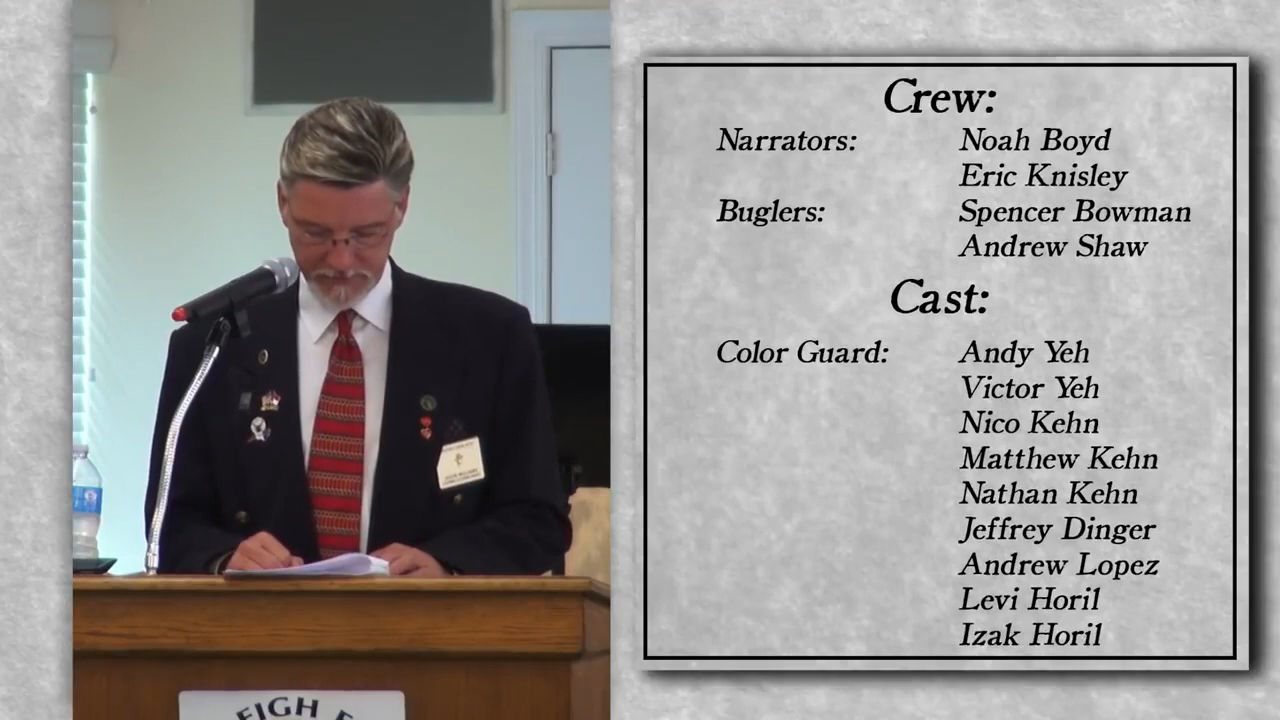 Crew:
Narrators: Noah Boyd
Eric Knisley
Buglers: Spencer Bowman
Andrew Shaw
Cast:
Color Guard: Andy Yeh
Victor Yeh
Nico Kehn
Matthew Kehn
Nathan Kehn
Jeffrey Dinger
Andrew Lopez
Levi Horil
Izak Horil